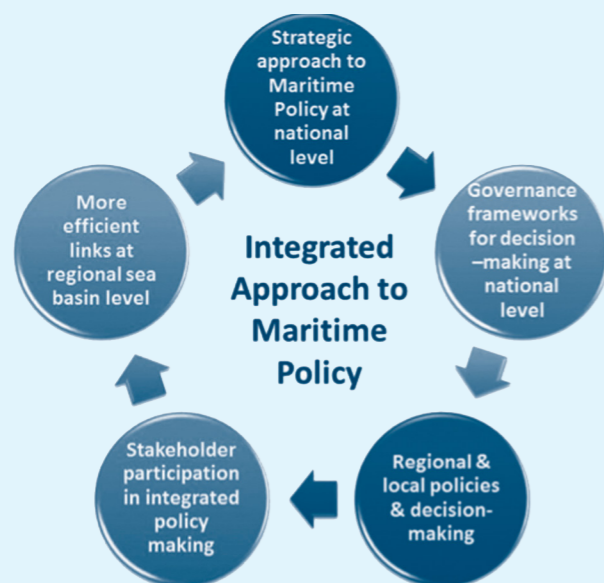 Strategic
approach to
Maritime
Policy at
national
level
Governance
frameworks
for decision
–making at
national
level
Regional &
local policies
& decision-
making
Stakeholder
participation
in integrated
policy
making
More
efficient
links at
regional sea
basin level
Integrated
Approach to
Maritime
Policy